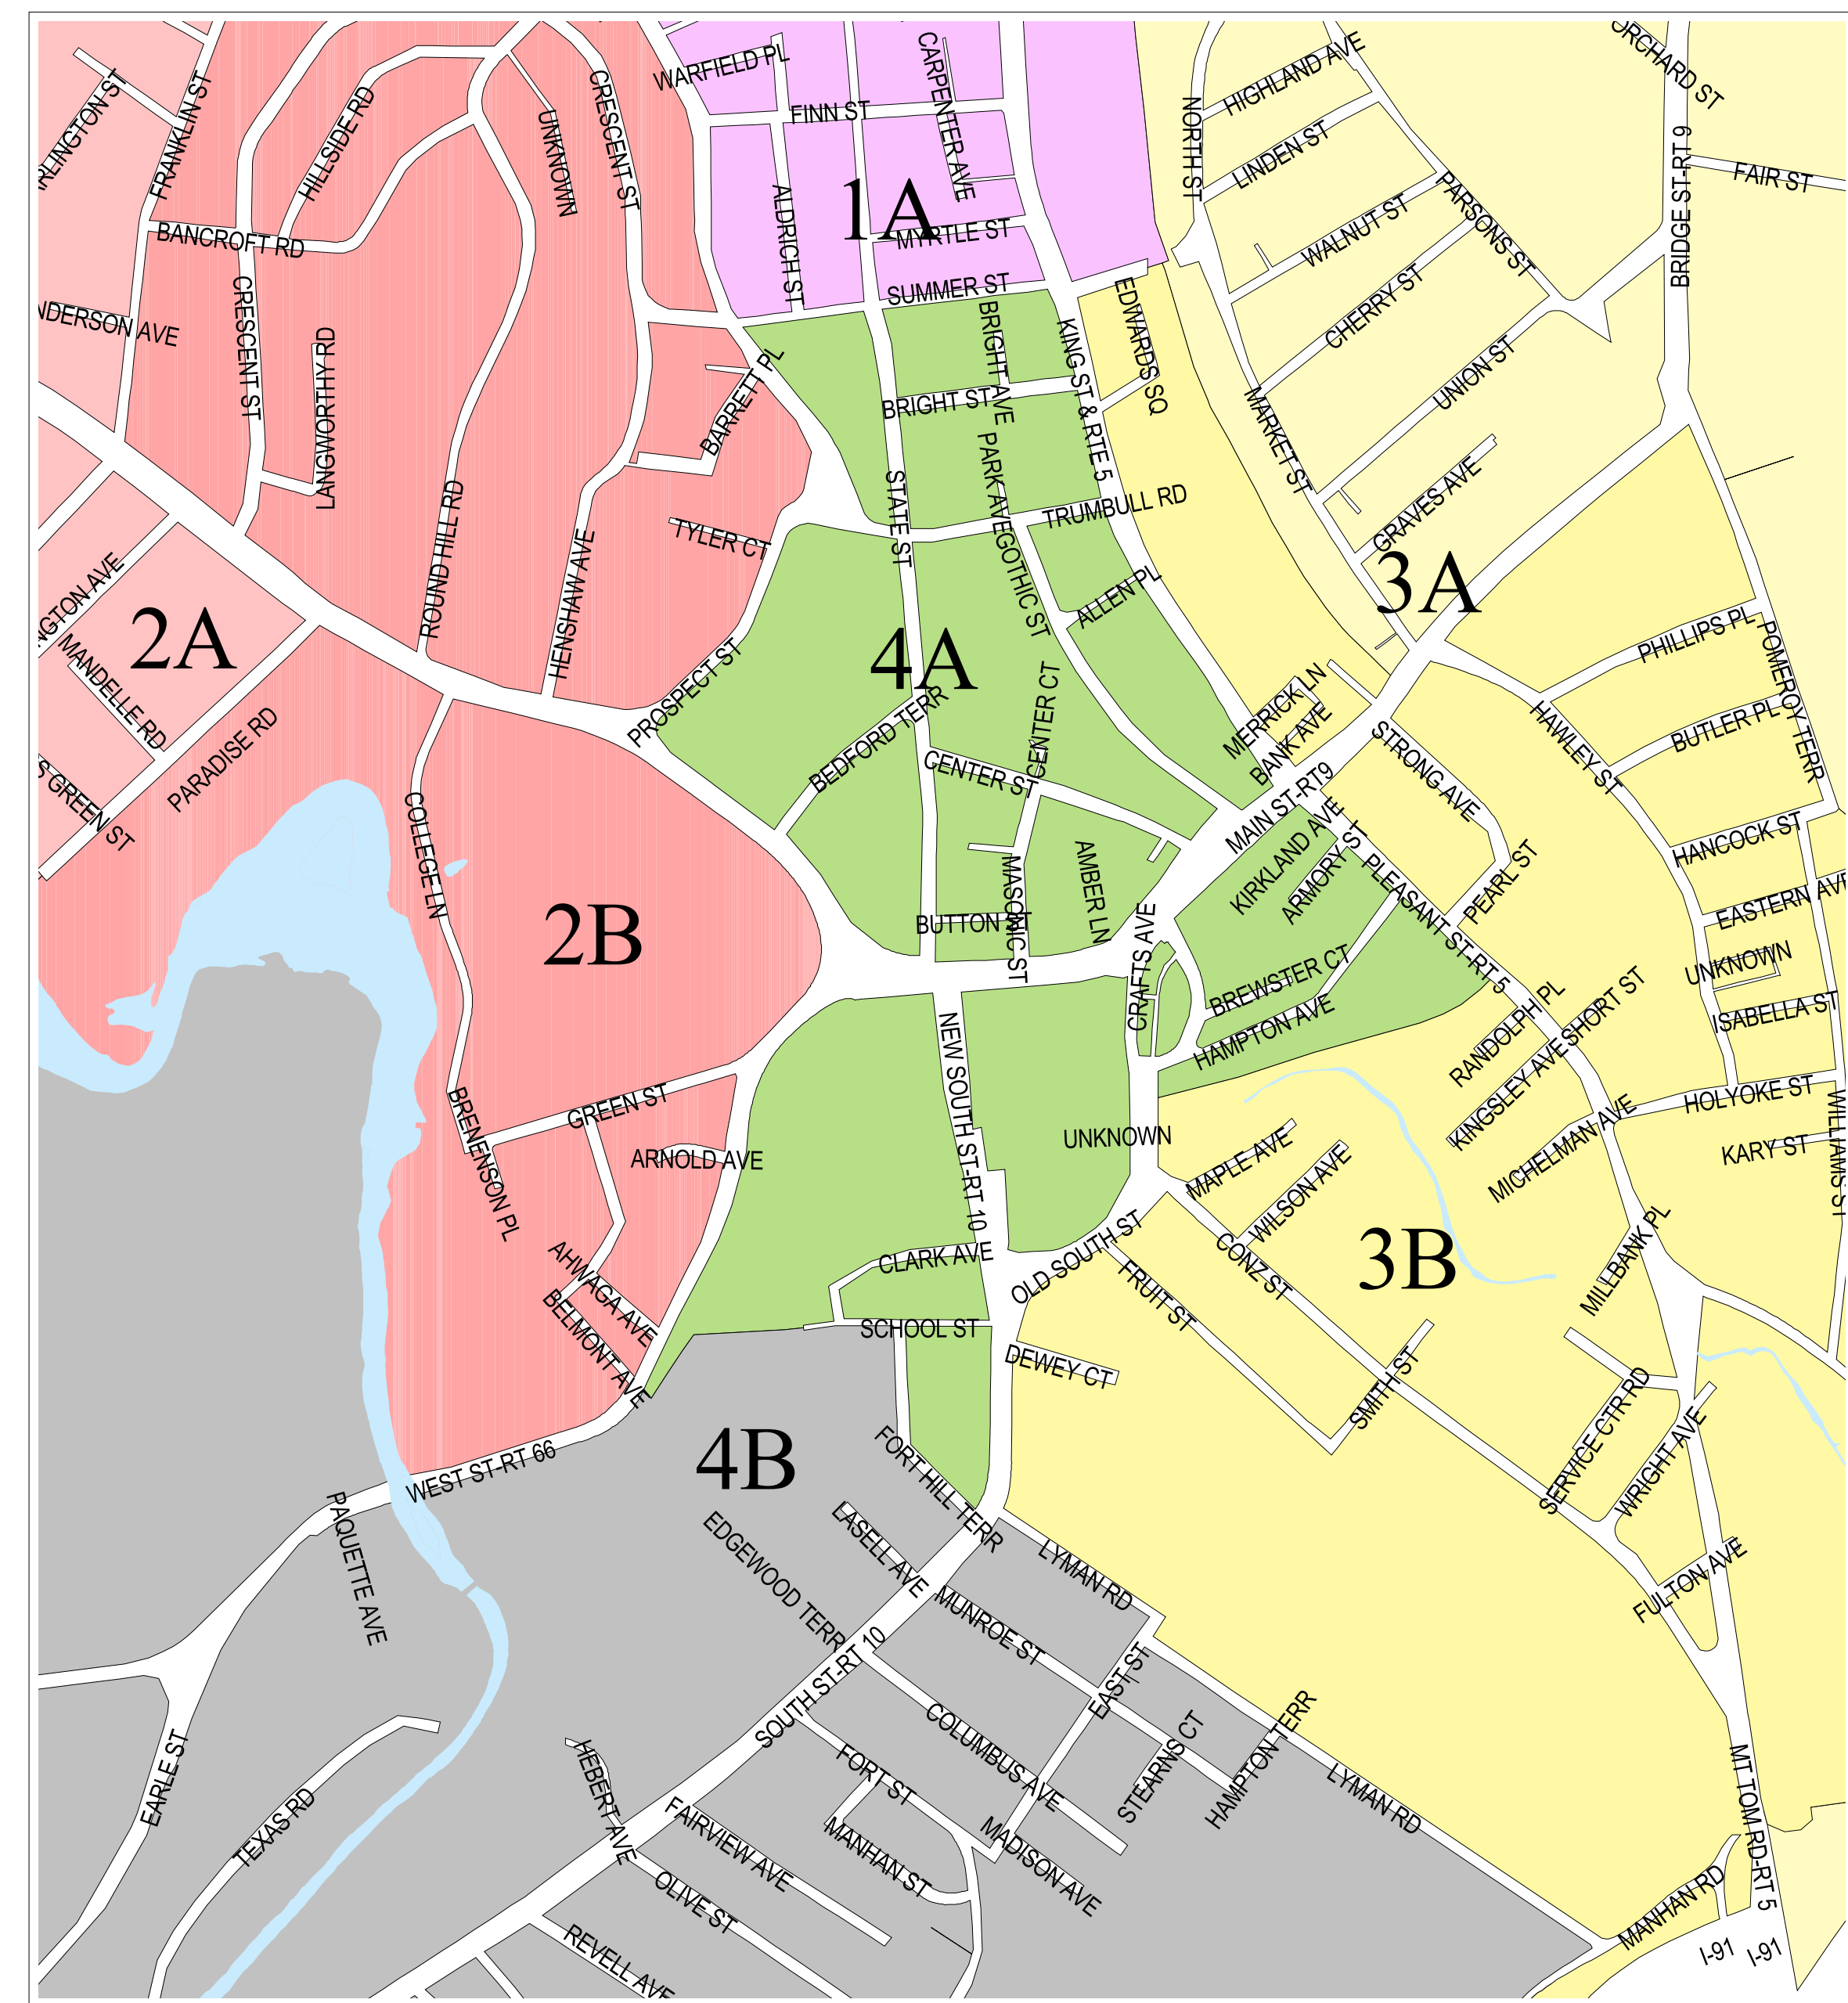 ORCHARD ST
WARFIELD PL
CARPENTER AVE
HIGHLAND AVE
FRANKLIN ST
HILLSIDE RD
UNKNOWN
CRESCENT ST
FINN ST
NORTH ST
LINDEN ST
BRIDGE ST-RT 9
FAIR ST
1A
ALDRICH ST
MYRTLE ST
WALNUT ST
PARSONS ST
BANCROFT RD
SUMMER ST
CHERRY ST
CRESCENT ST
LANGWORTHY RD
BARRETT PL
BRIGHT AVE
KING ST & RTE 5
EDWARDS SQ
BRIGHT ST
MARKET ST
UNION ST
STATE ST
PARK AVE
TRUMBULL RD
GRAVES AVE
TYLER CT
ROUND HILL RD
HENSHAW AVE
GOTHIC ST
ALLEN PL
3A
2A
MANDELLE RD
PARADISE RD
PROSPECT ST
4A
BEDFORD TERR
CENTER CT
CENTER ST
MERRICK LN
BANK AVE
PHILLIPS PL
POMEROY TERR
BUTLER PL
HAWLEY ST
STRONG AVE
S GREEN ST
COLLEGE LN
MAIN ST-RT9
KIRKLAND AVE
ARMORY ST
PLEASANT ST-RT 5
PEARL ST
HANCOCK ST
EASTERN AVE
2B
BUTTON ST
MASONIC ST
AMBER LN
CRAFTS AVE
BREWSTER CT
HAMPTON AVE
UNKNOWN
ISABELLA ST
NEW SOUTH ST-RT 10
RANDOLPH PL
SHORT ST
KINGSLEY AVE
MICHELMAN AVE
HOLYOKE ST
WILLIAMS ST
KARY ST
GREEN ST
BRENENSON PL
ARNOLD AVE
UNKNOWN
MAPLE AVE
WILSON AVE
AHWAGA AVE
BELMONT AVE
CLARK AVE
OLD SOUTH ST
CONZ ST
FRUIT ST
3B
MILLBANK PL
SCHOOL ST
DEWEY CT
SMITH ST
SERVICE CTR RD
WRIGHT AVE
WEST ST-RT 66
4B
FORT HILL TERR
PAQUETTE AVE
EDGEWOOD TERR
LASELL AVE
LYMAN RD
FULTON AVE
MUNROE ST
SOUTH ST-RT 10
EAST ST
EARLE ST
TEXAS RD
HEBERT AVE
FORT ST
COLUMBUS AVE
STEARNS CT
HAMPTON TERR
LYMAN RD
MT TOM RD-RT 5
FAIRVIEW AVE
MANHAN ST
MADISON AVE
OLIVE ST
REVELL AVE
MANHAN RD
I-91
I-91